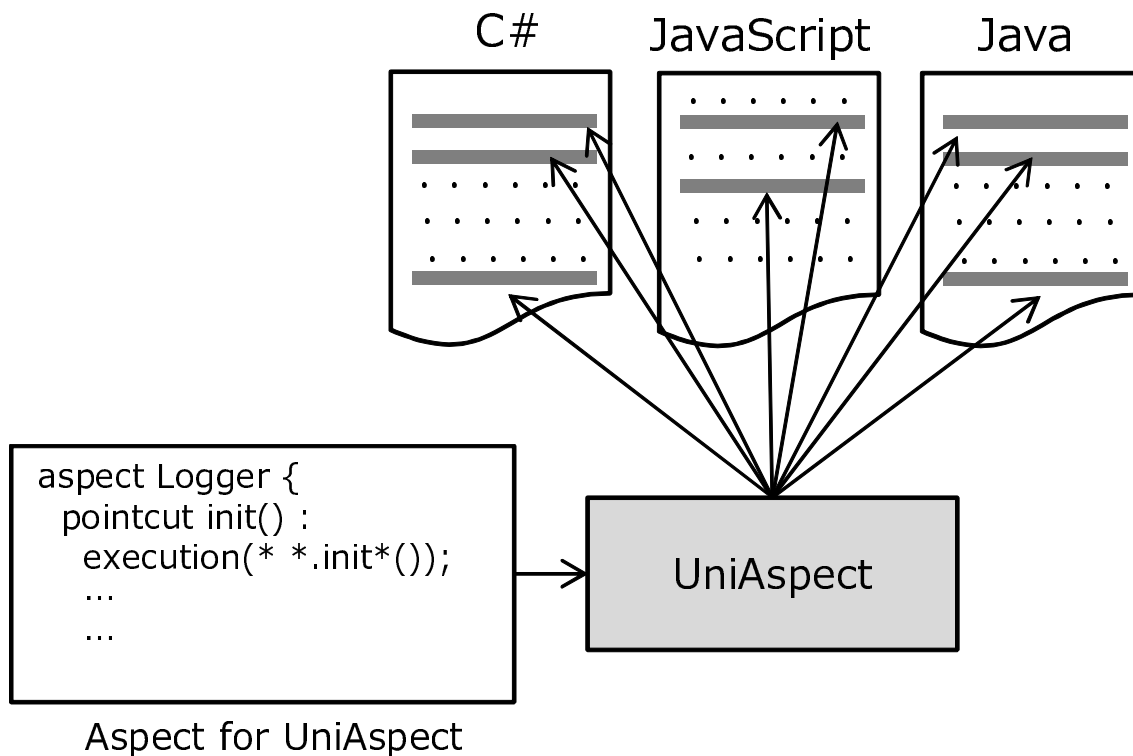 C#
JavaScript
Java
aspect Logger {
pointcut init() :
execution(* *.init*());
...
...
UniAspect
Aspect for UniAspect